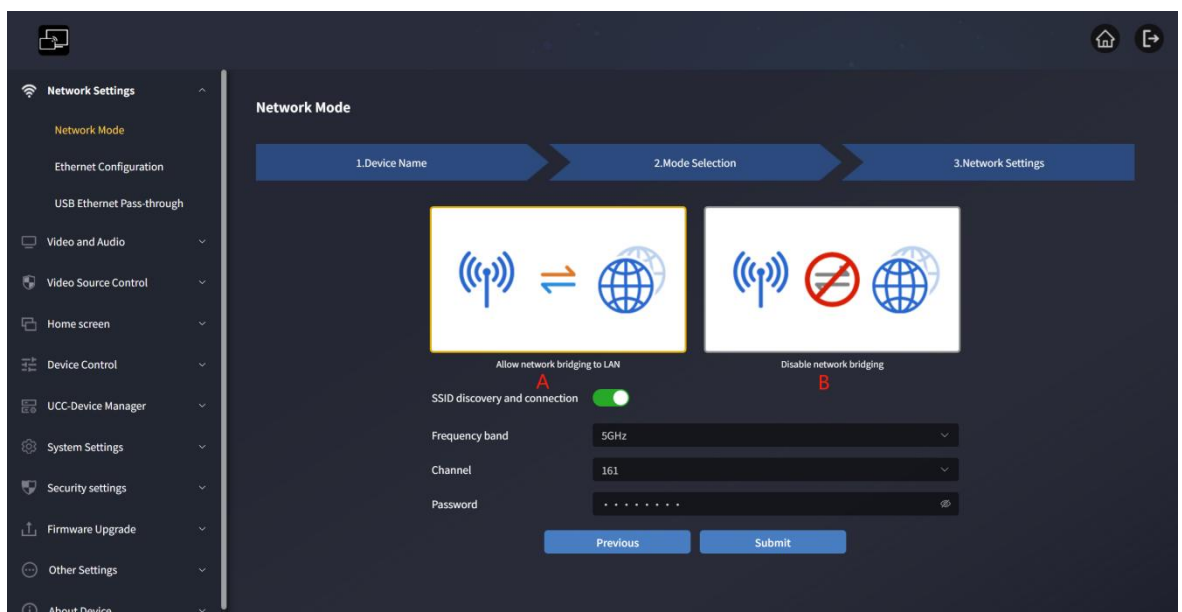 Network Settings
Network Mode
Ethernet Configuration
USB Ethernet Pass-through
Video and Audio
Video Source Control
Home screen
Device Control
UCC-Device Manager
System Settings
Security settings
Firmware Upgrade
Other Settings
About Device
Network Mode
1.Device Name 2.Mode Selection 3.Network Settings
Allow network bridging to LAN Disable network bridging
A B
SSID discovery and connection
Frequency band 5GHz
Channel 161
Password ········
Previous Submit